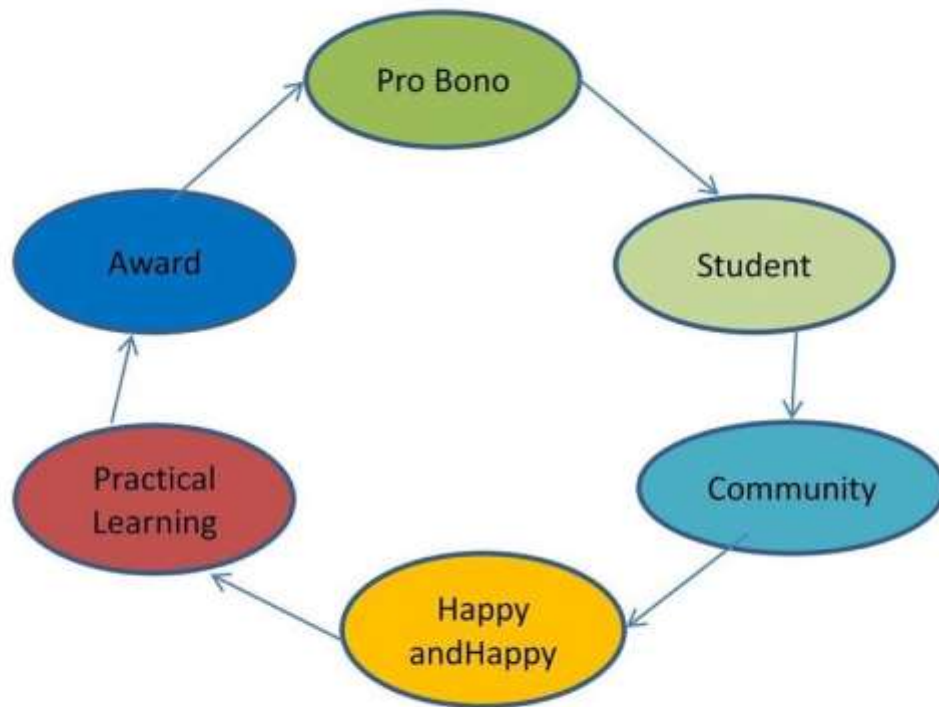 Pro Bono
Student
Community
Happy
andHappy
Practical
Learning
Award